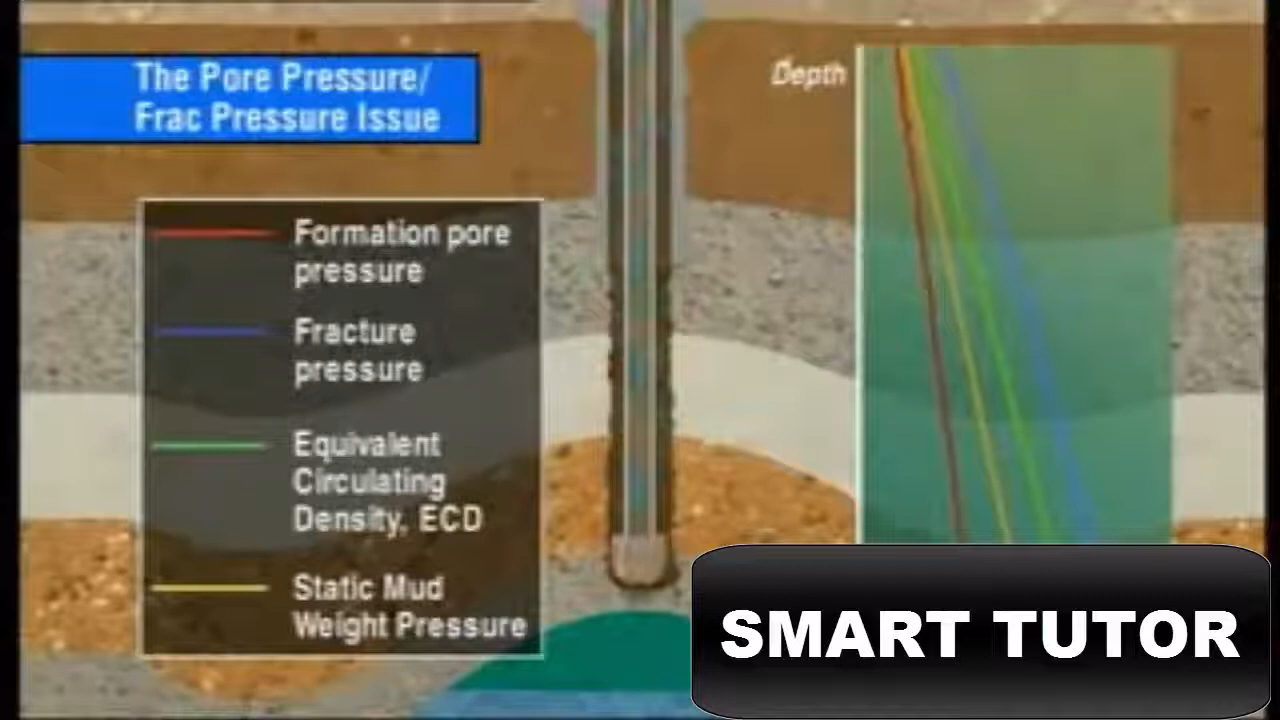 The Pore Pressure/
Frac Pressure Issue
Depth
Formation pore
pressure
Fracture
pressure
Equivalent
Circulating
Density, ECD
Static Mud
Weight Pressure
SMART TUTOR